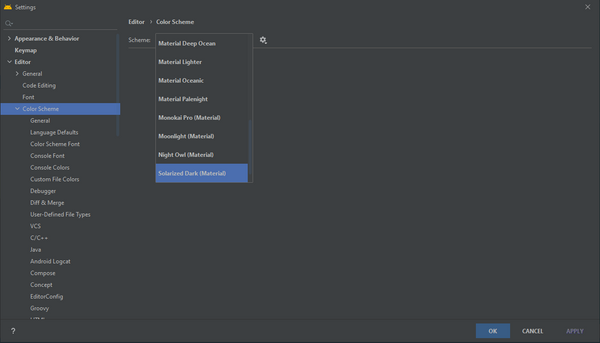 Settings
Appearance & Behavior
Keymap
Editor
General
Code Editing
Font
Color Scheme
General
Language Defaults
Color Scheme Font
Console Font
Console Colors
Custom File Colors
Debugger
Diff & Merge
User-Defined File Types
VCS
C/C++
Java
Android Logcat
Compose
Concept
EditorConfig
Groovy
HTML
Editor › Color Scheme
Scheme:
Material Deep Ocean
Material Lighter
Material Oceanic
Material Palenight
Monokai Pro (Material)
Moonlight (Material)
Night Owl (Material)
Solarized Dark (Material)
?
OK CANCEL APPLY